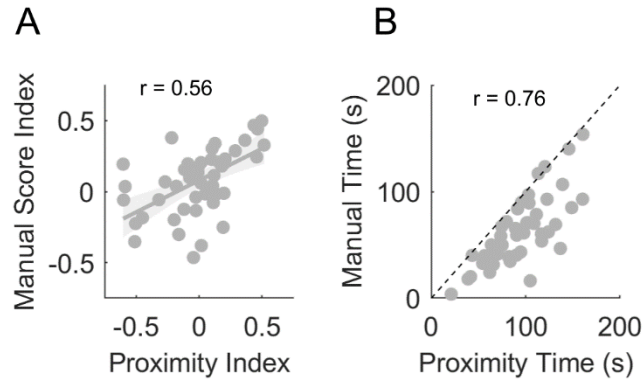 A
r = 0.56
Manual Score Index
0.5
0
-0.5
-0.5 0 0.5
Proximity Index
B
r = 0.76
Manual Time (s)
200
100
0
0 100 200
Proximity Time (s)